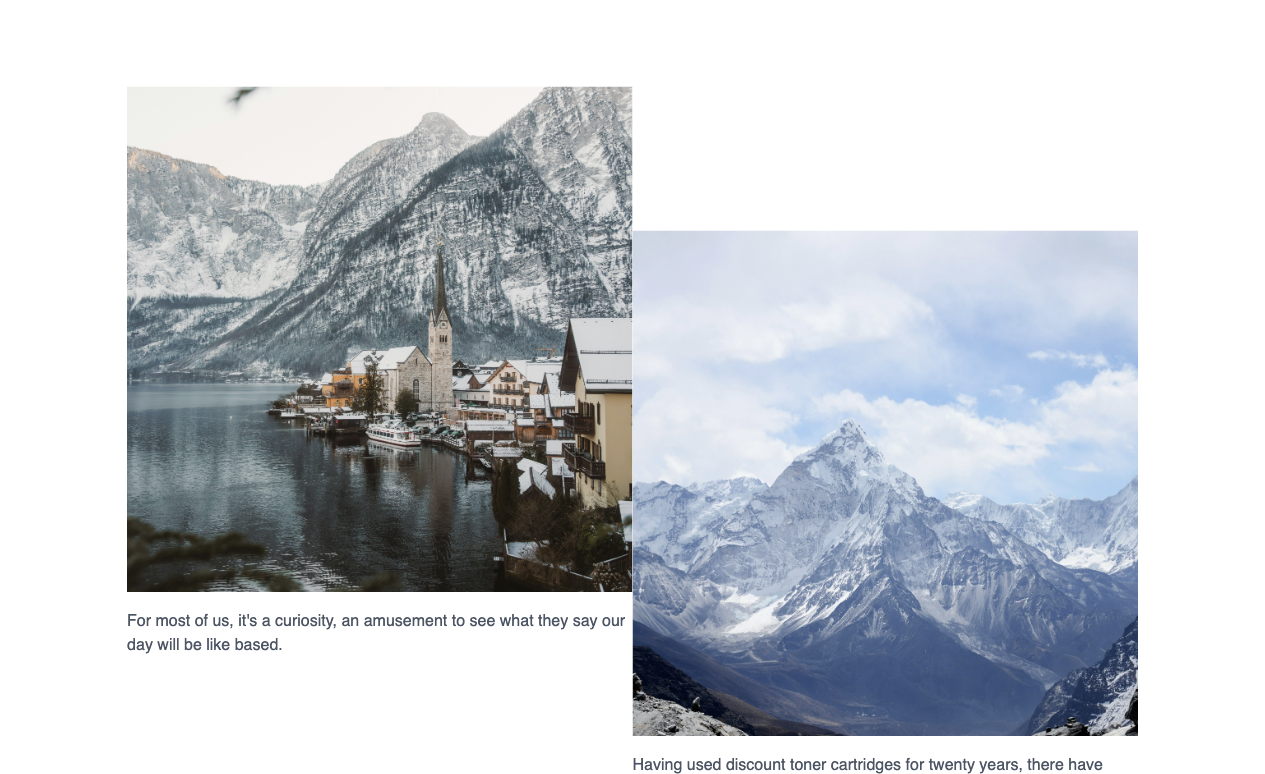 For most of us, it's a curiosity, an amusement to see what they say our
day will be like based.
Having used discount toner cartridges for twenty years, there have